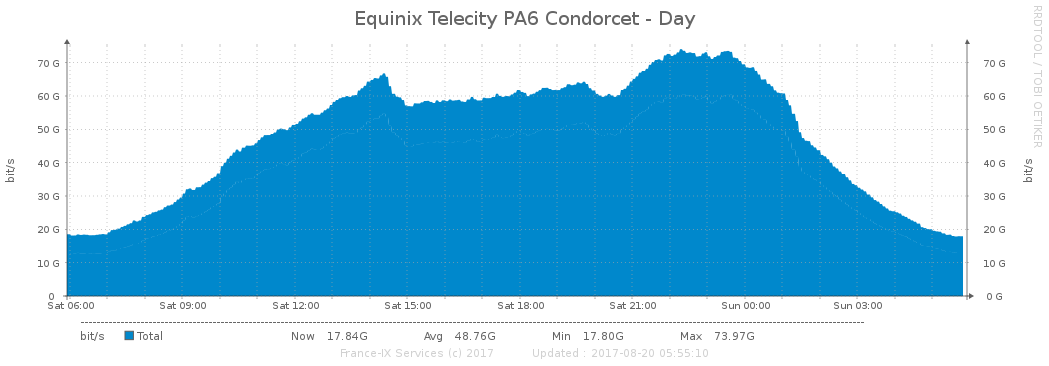 Equinix Telecity PA6 Condorcet - Day
RRDTOOL / TOBI OETIKER
bit/s
70 G 70 G
60 G 60 G
50 G 50 G
40 G 40 G
30 G 30 G
20 G 20 G
10 G 10 G
0 0 G
bit/s
Sat 06:00 Sat 09:00 Sat 12:00 Sat 15:00 Sat 18:00 Sat 21:00 Sun 00:00 Sun 03:00
bit/s Total Now 17.84G Avg 48.76G Min 17.80G Max 73.97G
France-IX Services (c) 2017 Updated : 2017-08-20 05:55:10